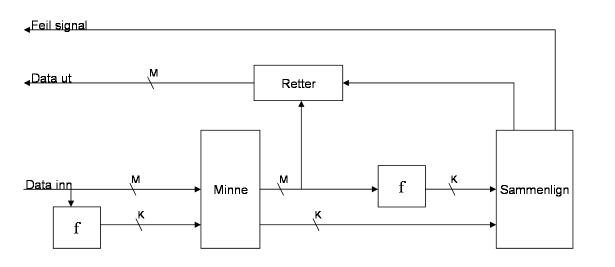 Feil signal
Data ut
M
Retter
Data inn
M
Minne
M
f
K
Sammenlign
f
K
K